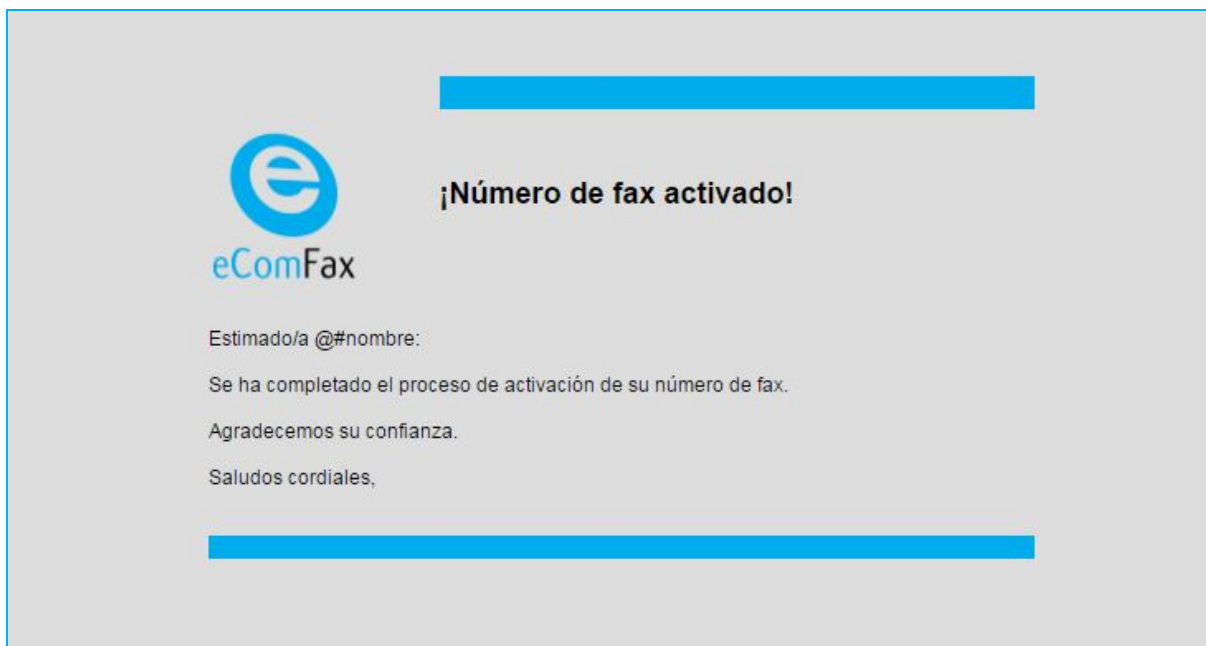 ¡Número de fax activado!
eComFax
Estimado/a @#nombre:
Se ha completado el proceso de activación de su número de fax.
Agradecemos su confianza.
Saludos cordiales,